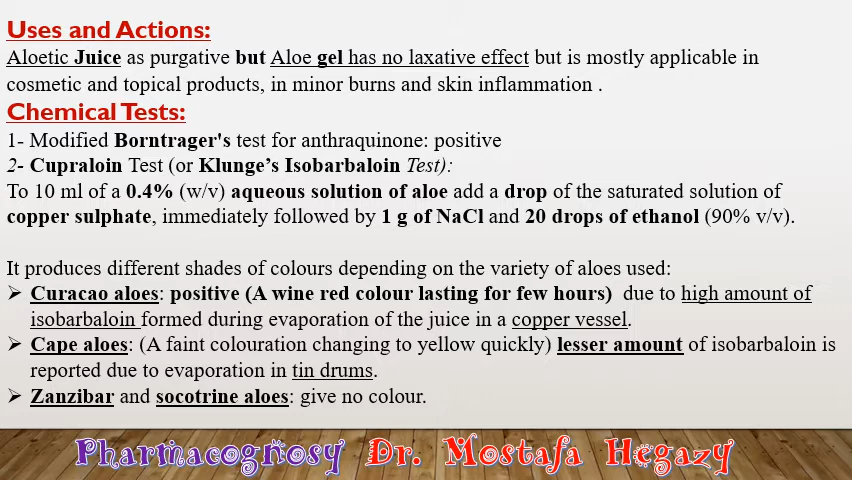 Uses and Actions:
Aloetic Juice as purgative but Aloe gel has no laxative effect but is mostly applicable in
cosmetic and topical products, in minor burns and skin inflammation .
Chemical Tests:
1- Modified Borntrager's test for anthraquinone: positive
2- Cupraloin Test (or Klunge’s Isobarbaloin Test):
To 10 ml of a 0.4% (w/v) aqueous solution of aloe add a drop of the saturated solution of
copper sulphate, immediately followed by 1 g of NaCl and 20 drops of ethanol (90% v/v).
It produces different shades of colours depending on the variety of aloes used:
➢ Curacao aloes: positive (A wine red colour lasting for few hours) due to high amount of
isobarbaloin formed during evaporation of the juice in a copper vessel.
➢ Cape aloes: (A faint colouration changing to yellow quickly) lesser amount of isobarbaloin is
reported due to evaporation in tin drums.
➢ Zanzibar and socotrine aloes: give no colour.
Pharmacognosy Dr. Mostafa Hegazy